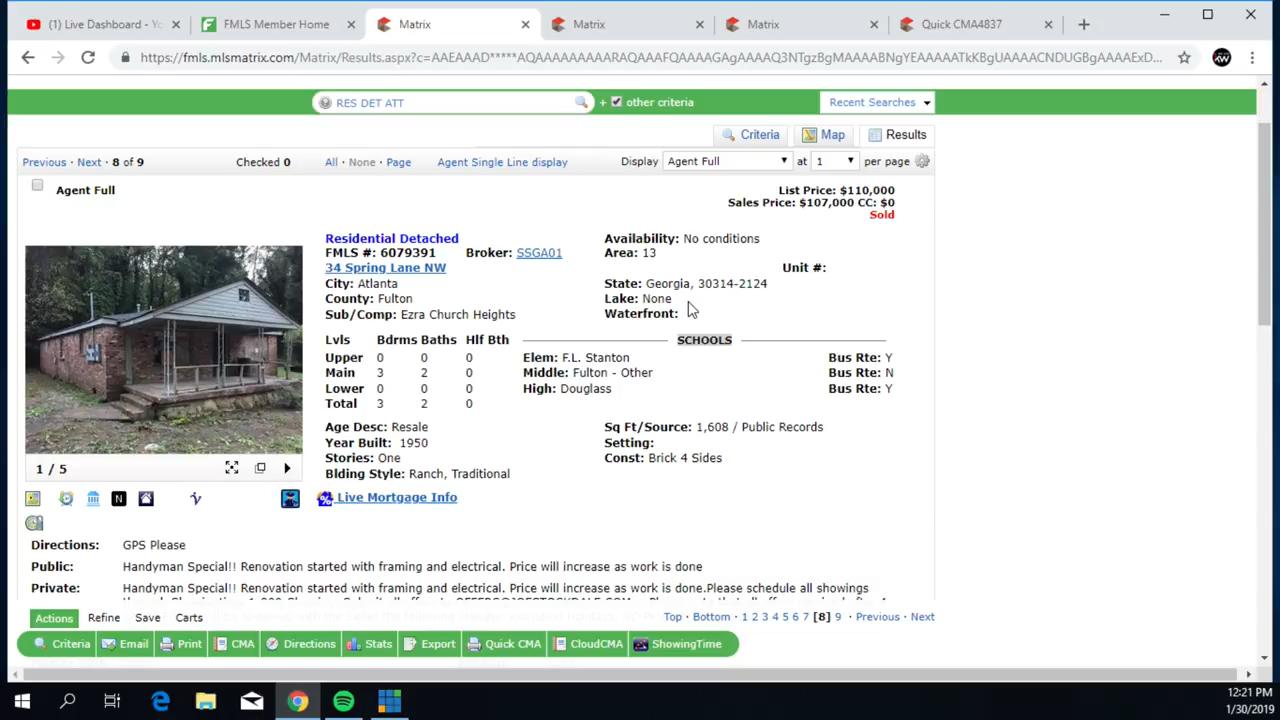 (1) Live Dashboard - Yo
FMLS Member Home
Matrix
Matrix
Matrix
Quick CMA4837
https://fmls.mlsmatrix.com/Matrix/Results.aspx?c=AAEAAAD*****AQAAAAAAAAARAQAAAFQAAAAGAgAAAAQ3NTgzBgMAAAABNgYEAAAAATkKBgUAAAACNDUGBgAAAAExD...
KW
RES DET ATT
+ other criteria
Recent Searches
Criteria
Map
Results
Previous · Next · 8 of 9
Checked 0
All · None · Page
Agent Single Line display
Display
Agent Full
at
1
per page
Agent Full
List Price: $110,000
Sales Price: $107,000 CC: $0
Sold
Residential Detached
Availability: No conditions
FMLS #: 6079391
Broker: SSGA01
Area: 13
34 Spring Lane NW
Unit #:
City: Atlanta
State: Georgia, 30314-2124
County: Fulton
Lake: None
Sub/Comp: Ezra Church Heights
Waterfront:
Lvls Bdrms Baths Hlf Bth
SCHOOLS
Upper 0 0 0
Elem: F.L. Stanton
Bus Rte: Y
Main 3 2 0
Middle: Fulton - Other
Bus Rte: N
Lower 0 0 0
High: Douglass
Bus Rte: Y
Total 3 2 0
Age Desc: Resale
Sq Ft/Source: 1,608 / Public Records
Year Built: 1950
Setting:
Stories: One
Const: Brick 4 Sides
Blding Style: Ranch, Traditional
1 / 5
N
Live Mortgage Info
Directions: GPS Please
Public: Handyman Special!! Renovation started with framing and electrical. Price will increase as work is done
Private: Handyman Special!! Renovation started with framing and electrical. Price will increase as work is done.Please schedule all showings
Actions
Refine
Save
Carts
Top · Bottom · 1 2 3 4 5 6 7 [8] 9 · Previous · Next
Criteria
Email
Print
CMA
Directions
Stats
Export
Quick CMA
CloudCMA
ShowingTime
12:21 PM
1/30/2019